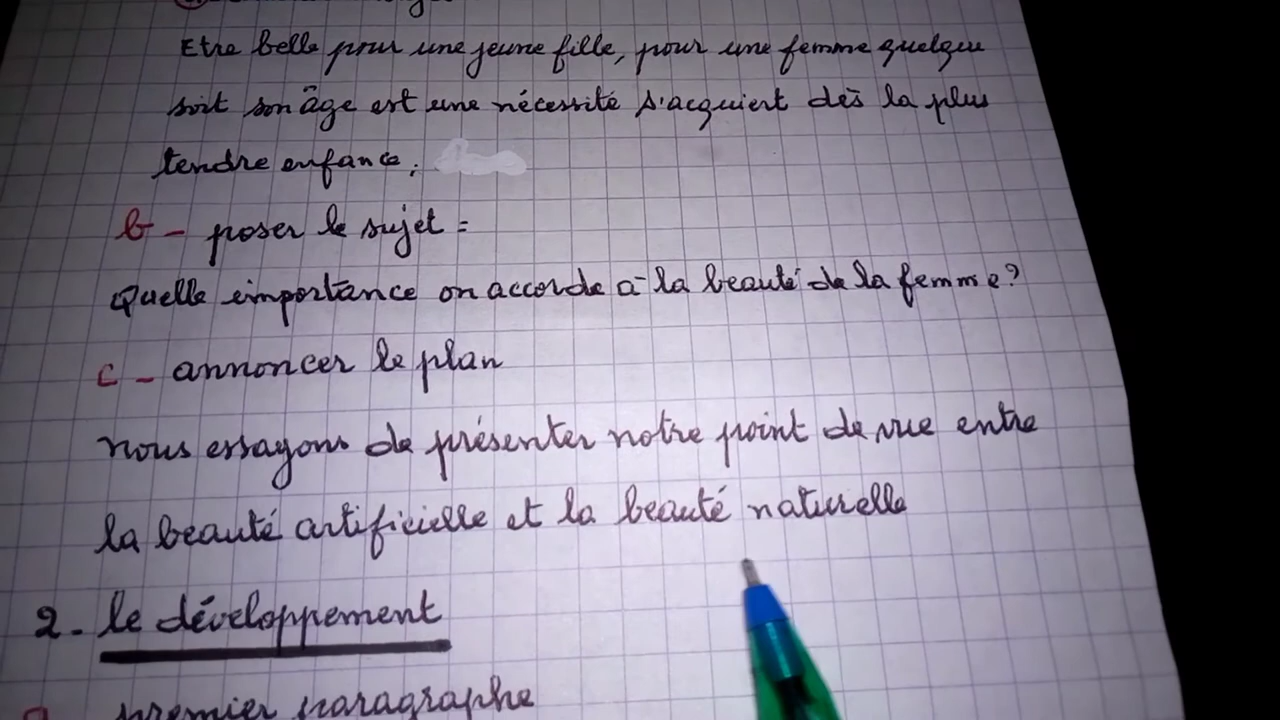 Etre belle pour une jeune fille, pour une femme quelque
soit son âge est une nécessité s'acquiert dès la plus
tendre enfance.
b - poser le sujet =
Quelle importance on accorde à la beauté de la femme?
c - annoncer le plan
nous essayons de présenter notre point de vue entre
la beauté artificielle et la beauté naturelle
2 - le développement
premier paragraphe